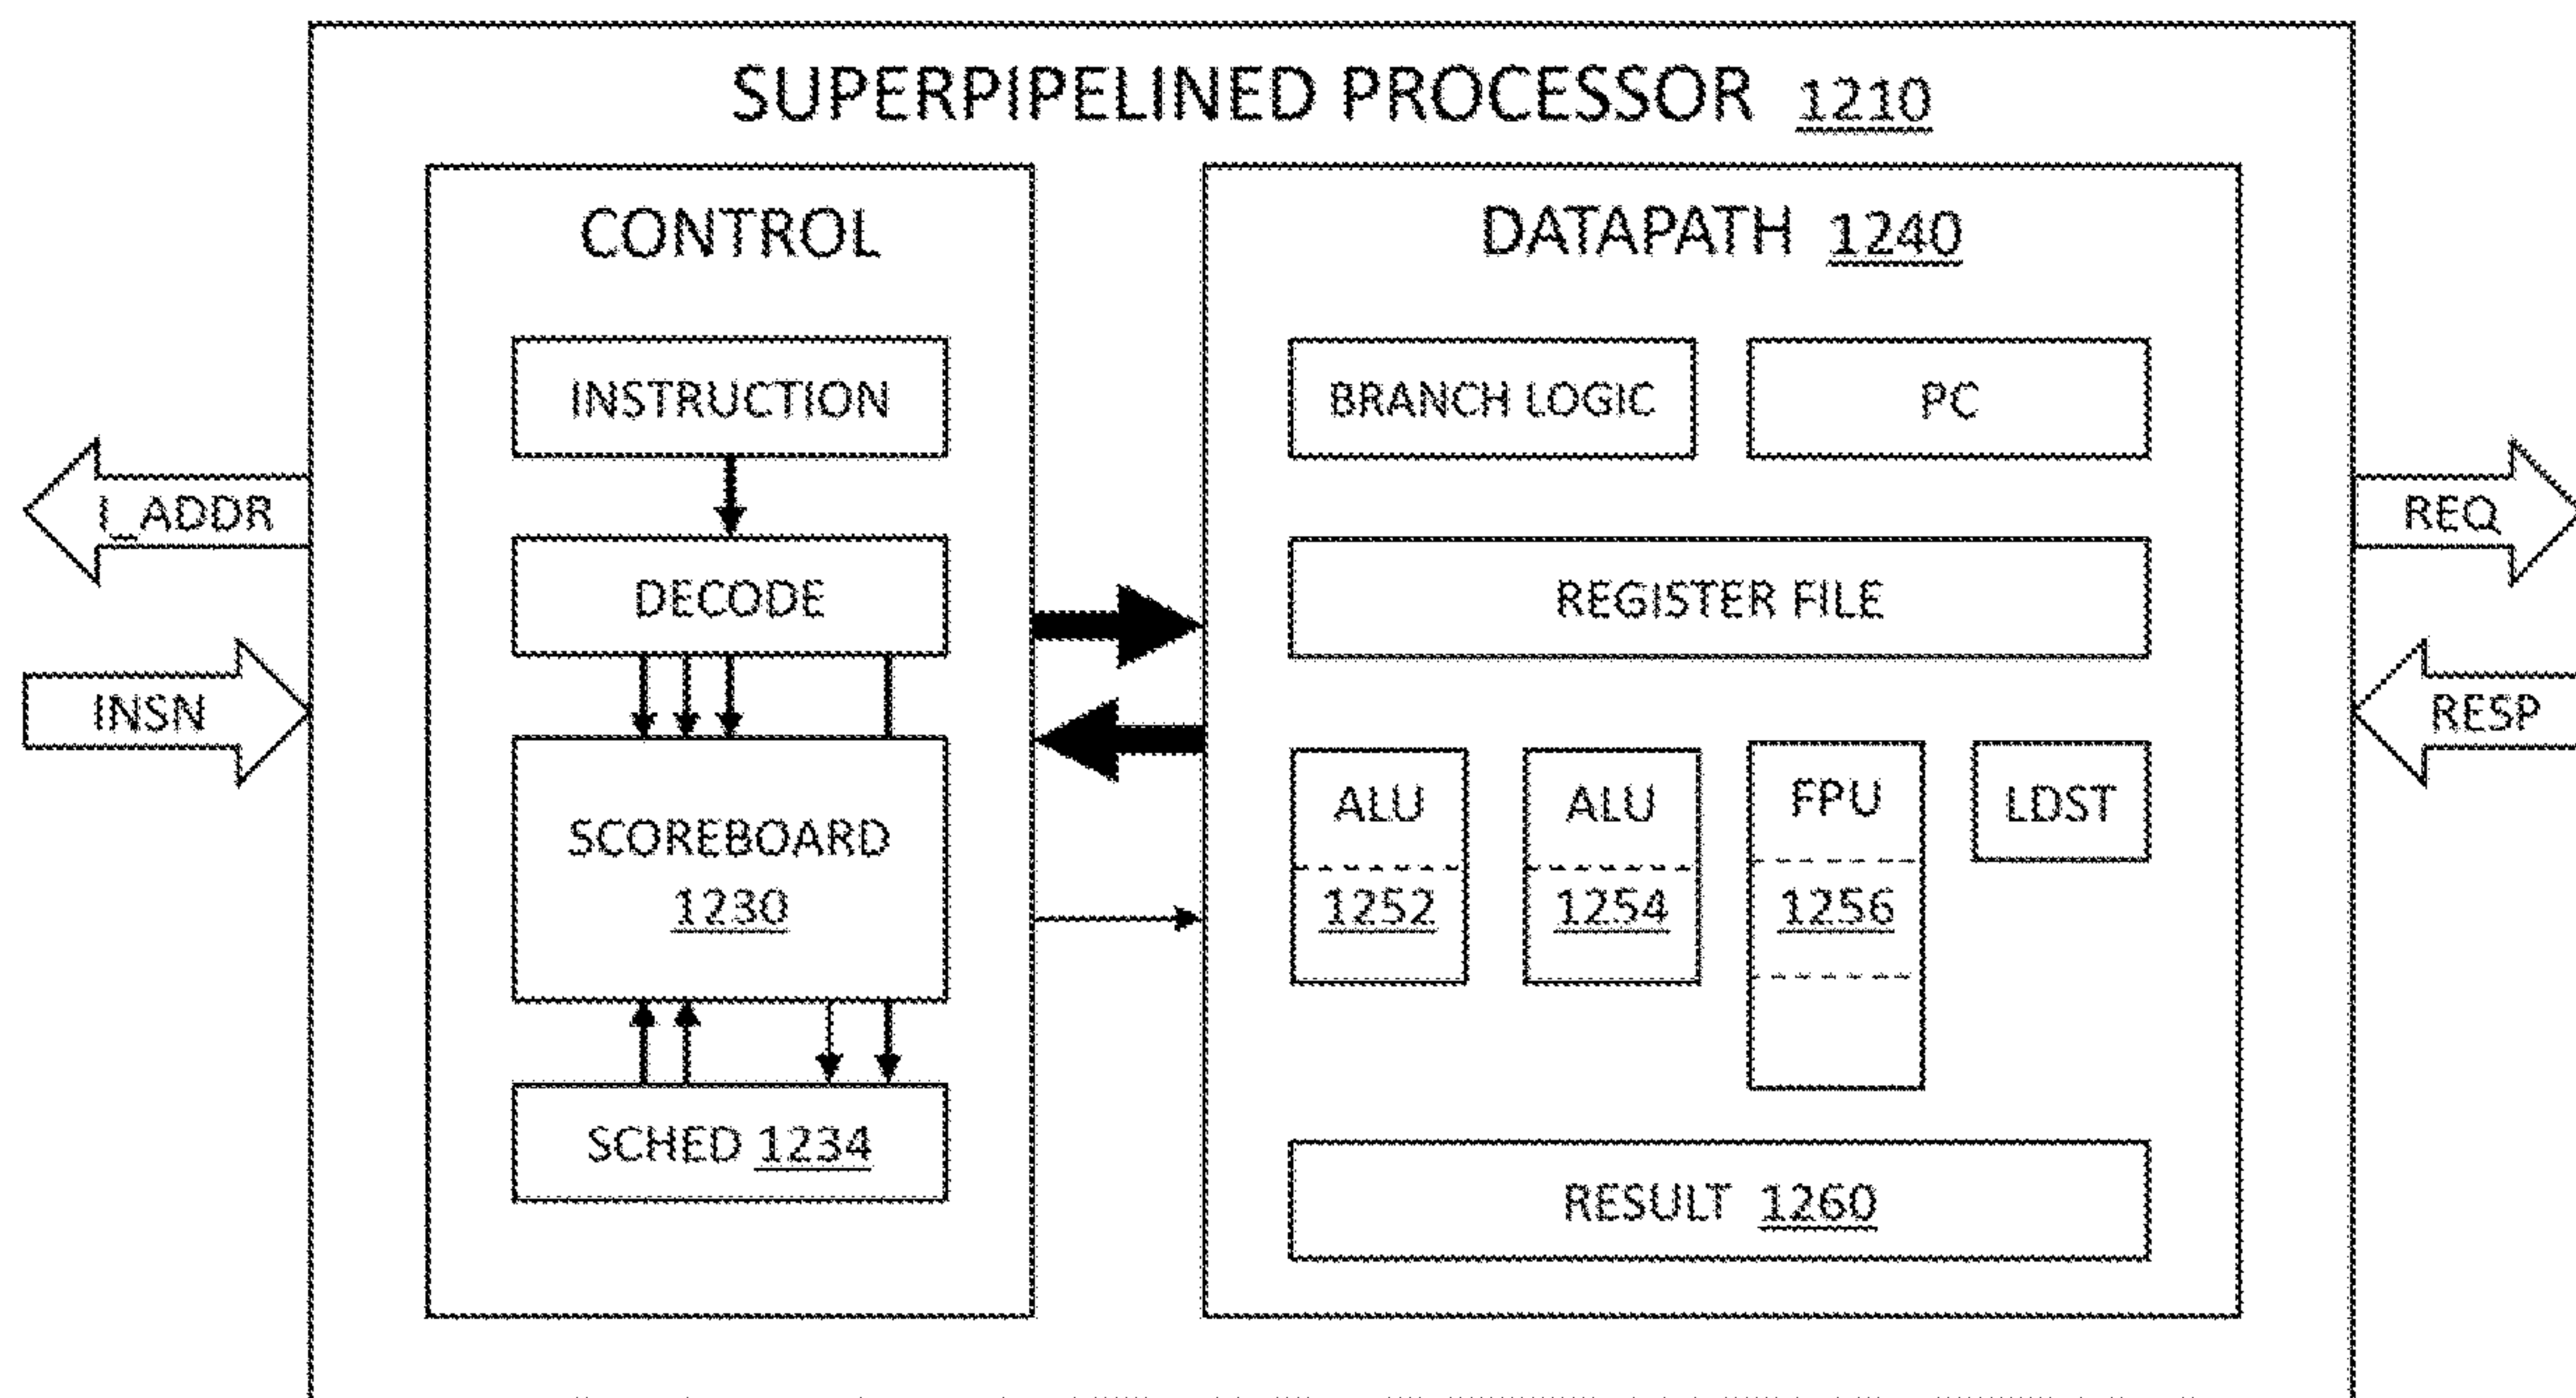 SUPERPIPELINED PROCESSOR 1210
CONTROL
INSTRUCTION
DECODE
SCOREBOARD
1230
SCHED 1234
DATAPATH 1240
BRANCH LOGIC
PC
REGISTER FILE
ALU
1252
ALU
1254
FPU
1256
LDST
RESULT 1260
I_ADDR
INSN
REQ
RESP